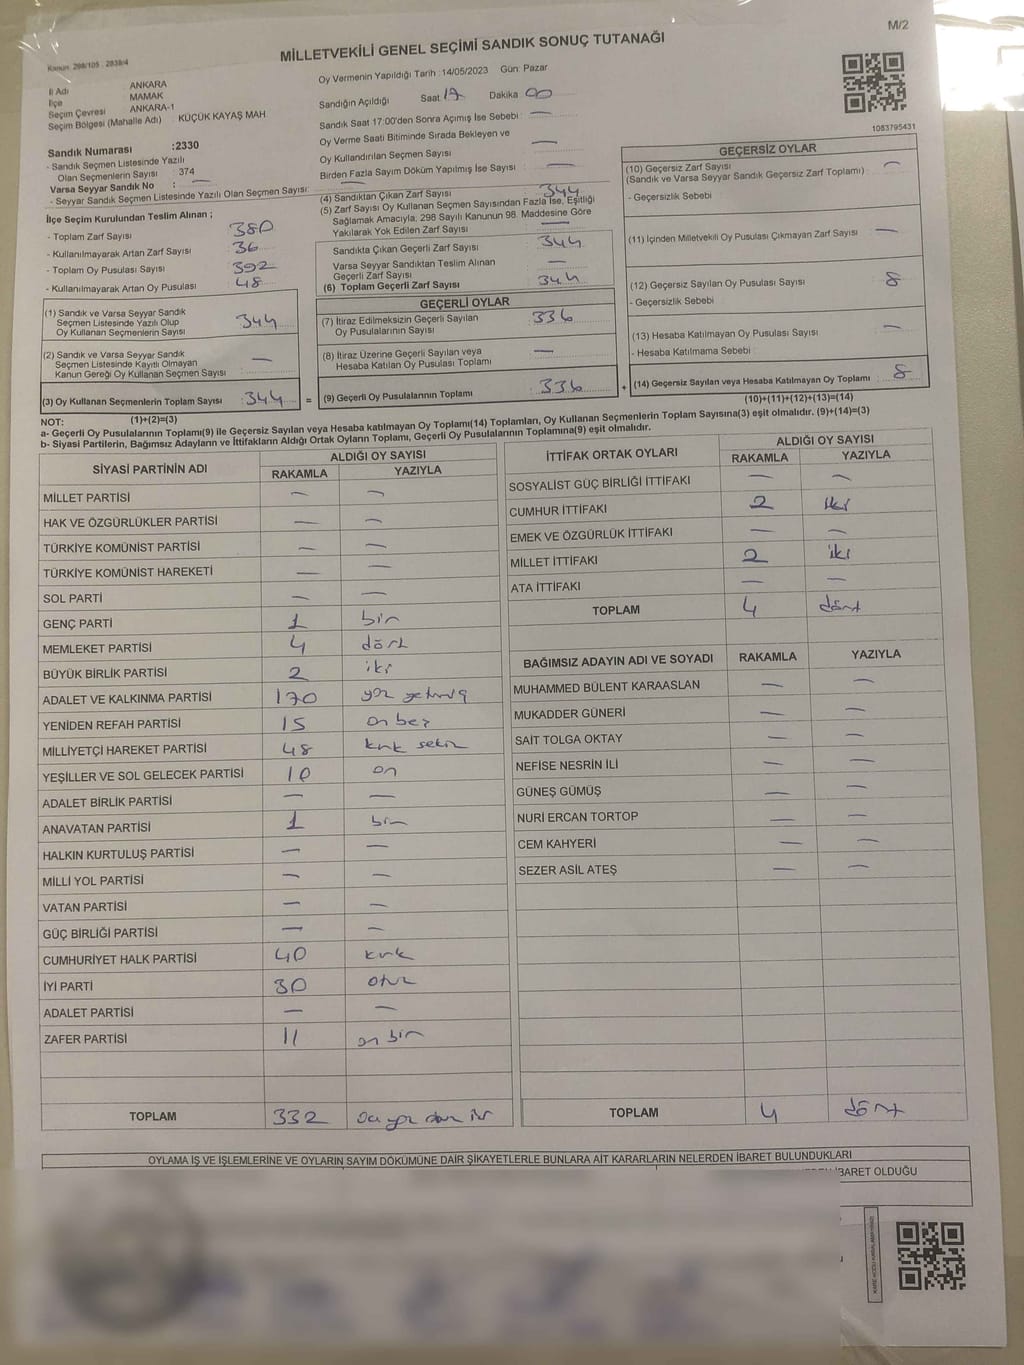 M/2
Kanun: 298/105 : 2839/4
MİLLETVEKİLİ GENEL SEÇİMİ SANDIK SONUÇ TUTANAĞI
İl Adı ANKARA
İlçe MAMAK
Seçim Çevresi ANKARA-1
Seçim Bölgesi (Mahalle Adı) KÜÇÜK KAYAŞ MAH
Sandık Numarası :2330
- Sandık Seçmen Listesinde Yazılı
Olan Seçmenlerin Sayısı : 374
Varsa Seyyar Sandık No : —
- Seyyar Sandık Seçmen Listesinde Yazılı Olan Seçmen Sayısı: —
İlçe Seçim Kurulundan Teslim Alınan ;
- Toplam Zarf Sayısı 380
- Kullanılmayarak Artan Zarf Sayısı 36
- Toplam Oy Pusulası Sayısı 392
- Kullanılmayarak Artan Oy Pusulası 48
(1) Sandık ve Varsa Seyyar Sandık
Seçmen Listesinde Yazılı Olup
Oy Kullanan Seçmenlerin Sayısı 344
(2) Sandık ve Varsa Seyyar Sandık
Seçmen Listesinde Kayıtlı Olmayan
Kanun Gereği Oy Kullanan Seçmen Sayısı —
(3) Oy Kullanan Seçmenlerin Toplam Sayısı : 344 =
(1)+(2)=(3)
Oy Vermenin Yapıldığı Tarih :14/05/2023 Gün: Pazar
Sandığın Açıldığı Saat 17 Dakika 00
Sandık Saat 17:00'den Sonra Açımış İse Sebebi : —
Oy Verme Saati Bitiminde Sırada Bekleyen ve
Oy Kullandırılan Seçmen Sayısı —
Birden Fazla Sayım Döküm Yapılmış İse Sayısı : —
(4) Sandıktan Çıkan Zarf Sayısı 344
(5) Zarf Sayısı Oy Kullanan Seçmen Sayısından Fazla İse, Eşitliği
Sağlamak Amacıyla; 298 Sayılı Kanunun 98. Maddesine Göre
Yakılarak Yok Edilen Zarf Sayısı —
Sandıkta Çıkan Geçerli Zarf Sayısı 344
Varsa Seyyar Sandıktan Teslim Alınan
Geçerli Zarf Sayısı —
(6) Toplam Geçerli Zarf Sayısı 344
GEÇERLİ OYLAR
(7) İtiraz Edilmeksizin Geçerli Sayılan
Oy Pusulalarının Sayısı 336
(8) İtiraz Üzerine Geçerli Sayılan veya
Hesaba Katılan Oy Pusulası Toplamı —
(9) Geçerli Oy Pusulalarının Toplamı 336 +
1083795431
GEÇERSİZ OYLAR
(10) Geçersiz Zarf Sayısı
(Sandık ve Varsa Seyyar Sandık Geçersiz Zarf Toplamı) : —
- Geçersizlik Sebebi
(11) İçinden Milletvekili Oy Pusulası Çıkmayan Zarf Sayısı —
(12) Geçersiz Sayılan Oy Pusulası Sayısı 8
- Geçersizlik Sebebi
(13) Hesaba Katılmayan Oy Pusulası Sayısı —
- Hesaba Katılmama Sebebi
(14) Geçersiz Sayılan veya Hesaba Katılmayan Oy Toplamı : 8
(10)+(11)+(12)+(13)=(14)
NOT:
a- Geçerli Oy Pusulalarının Toplamı(9) ile Geçersiz Sayılan veya Hesaba katılmayan Oy Toplamı(14) Toplamları, Oy Kullanan Seçmenlerin Toplam Sayısına(3) eşit olmalıdır. (9)+(14)=(3)
b- Siyasi Partilerin, Bağımsız Adayların ve İttifakların Aldığı Ortak Oyların Toplamı, Geçerli Oy Pusulalarının Toplamına(9) eşit olmalıdır.
SİYASİ PARTİNİN ADI ALDIĞI OY SAYISI
RAKAMLA YAZIYLA
MİLLET PARTİSİ — —
HAK VE ÖZGÜRLÜKLER PARTİSİ — —
TÜRKİYE KOMÜNİST PARTİSİ — —
TÜRKİYE KOMÜNİST HAREKETİ — —
SOL PARTİ — —
GENÇ PARTİ 1 bir
MEMLEKET PARTİSİ 4 dört
BÜYÜK BİRLİK PARTİSİ 2 iki
ADALET VE KALKINMA PARTİSİ 170 yüz yetmiş
YENİDEN REFAH PARTİSİ 15 on beş
MİLLİYETÇİ HAREKET PARTİSİ 48 kırk sekiz
YEŞİLLER VE SOL GELECEK PARTİSİ 10 on
ADALET BİRLİK PARTİSİ — —
ANAVATAN PARTİSİ 1 bir
HALKIN KURTULUŞ PARTİSİ — —
MİLLİ YOL PARTİSİ — —
VATAN PARTİSİ — —
GÜÇ BİRLİĞİ PARTİSİ — —
CUMHURİYET HALK PARTİSİ 40 kırk
İYİ PARTİ 30 otuz
ADALET PARTİSİ — —
ZAFER PARTİSİ 11 on bir
TOPLAM 332
İTTİFAK ORTAK OYLARI ALDIĞI OY SAYISI
RAKAMLA YAZIYLA
SOSYALİST GÜÇ BİRLİĞİ İTTİFAKI — —
CUMHUR İTTİFAKI 2 iki
EMEK VE ÖZGÜRLÜK İTTİFAKI — —
MİLLET İTTİFAKI 2 iki
ATA İTTİFAKI — —
TOPLAM 4 dört
BAĞIMSIZ ADAYIN ADI VE SOYADI RAKAMLA YAZIYLA
MUHAMMED BÜLENT KARAASLAN — —
MUKADDER GÜNERİ — —
SAİT TOLGA OKTAY — —
NEFİSE NESRİN İLİ — —
GÜNEŞ GÜMÜŞ — —
NURİ ERCAN TORTOP — —
CEM KAHYERİ — —
SEZER ASİL ATEŞ — —
TOPLAM 4 dört
OYLAMA İŞ VE İŞLEMLERİNE VE OYLARIN SAYIM DÖKÜMÜNE DAİR ŞİKAYETLERLE BUNLARA AİT KARARLARIN NELERDEN İBARET BULUNDUKLARI
İBARET OLDUĞU